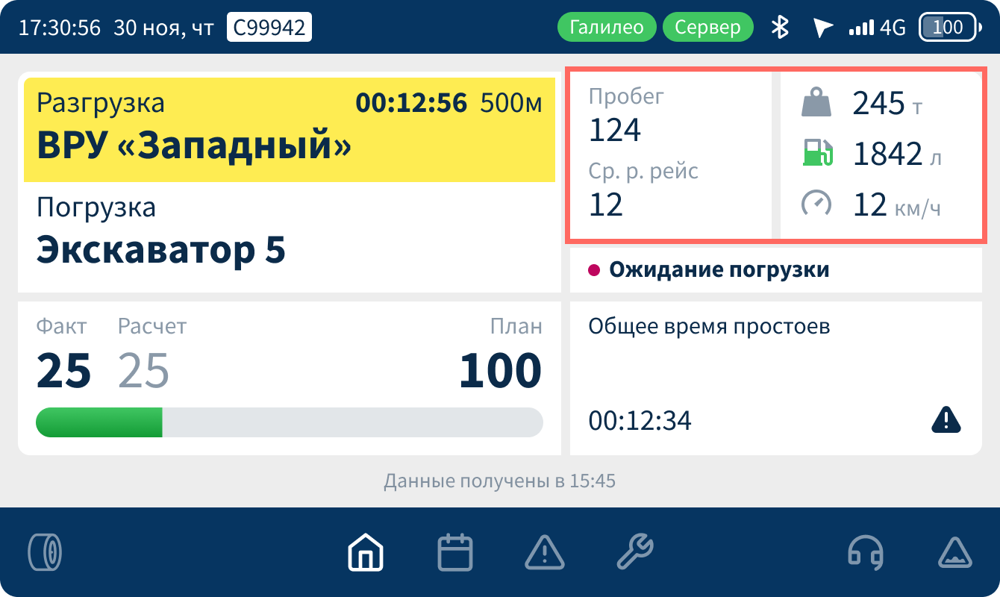 17:30:56 30 ноя, чт C99942
Галилео Сервер 4G 100
Разгрузка 00:12:56 500м
ВРУ «Западный»
Погрузка
Экскаватор 5
Пробег
124
Ср. р. рейс
12
245 т
1842 л
12 км/ч
Ожидание погрузки
Факт Расчет План
25 25 100
Общее время простоев
00:12:34
Данные получены в 15:45